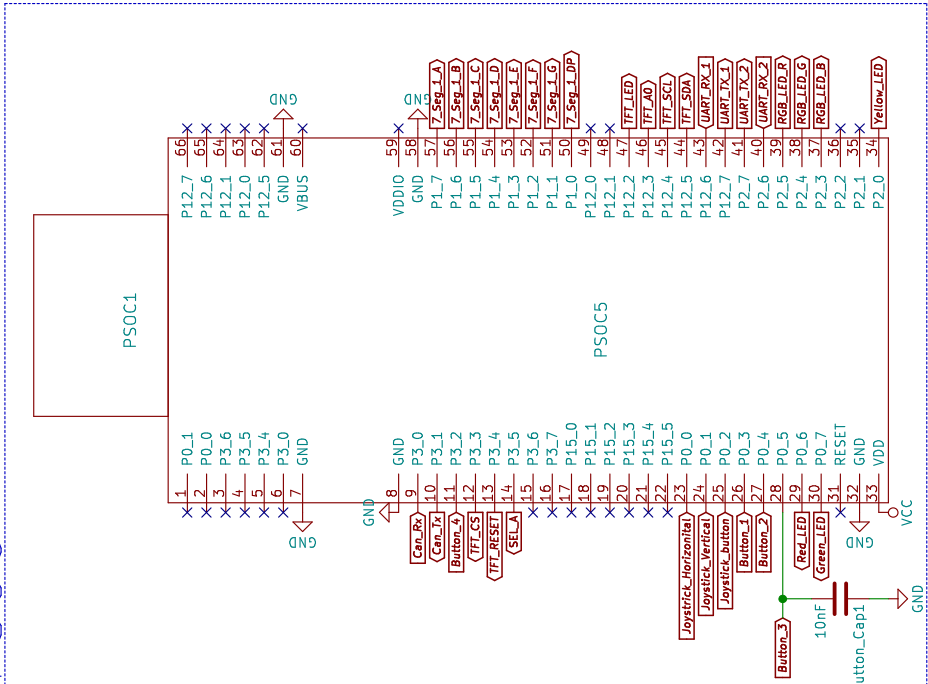 GND
GND
7_Seg_1_A
7_Seg_1_B
7_Seg_1_C
7_Seg_1_D
7_Seg_1_E
7_Seg_1_F
7_Seg_1_G
7_Seg_1_DP
TFT_LED
TFT_A0
TFT_SCL
TFT_SDA
UART_RX_1
UART_TX_1
UART_TX_2
UART_RX_2
RGB_LED_R
RGB_LED_G
RGB_LED_B
Yellow_LED
66
65
64
63
62
61
60
59
58
57
56
55
54
53
52
51
50
49
48
47
46
45
44
43
42
41
40
39
38
37
36
35
34
P12_7
P12_6
P12_1
P12_0
P12_5
GND
VBUS
VDDIO
GND
P1_7
P1_6
P1_5
P1_4
P1_3
P1_2
P1_1
P1_0
P12_0
P12_1
P12_2
P12_3
P12_4
P12_5
P12_6
P12_7
P2_7
P2_6
P2_5
P2_4
P2_3
P2_2
P2_1
P2_0
PSOC1
PSOC5
P0_1
P0_0
P3_6
P3_5
P3_4
P3_0
GND
GND
P3_0
P3_1
P3_2
P3_3
P3_4
P3_5
P3_6
P3_7
P15_0
P15_1
P15_2
P15_3
P15_4
P15_5
P0_0
P0_1
P0_2
P0_3
P0_4
P0_5
P0_6
P0_7
RESET
GND
VDD
1
2
3
4
5
6
7
8
9
10
11
12
13
14
15
16
17
18
19
20
21
22
23
24
25
26
27
28
29
30
31
32
33
GND
GND
Can_Rx
Can_Tx
Button_4
TFT_CS
TFT_RESET
SEL_A
Joystrick_Horizonital
Joystick_Vertical
Joystick_button
Button_1
Button_2
Red_LED
Green_LED
GND
VCC
Button_3
10nF
utton_Cap1
GND